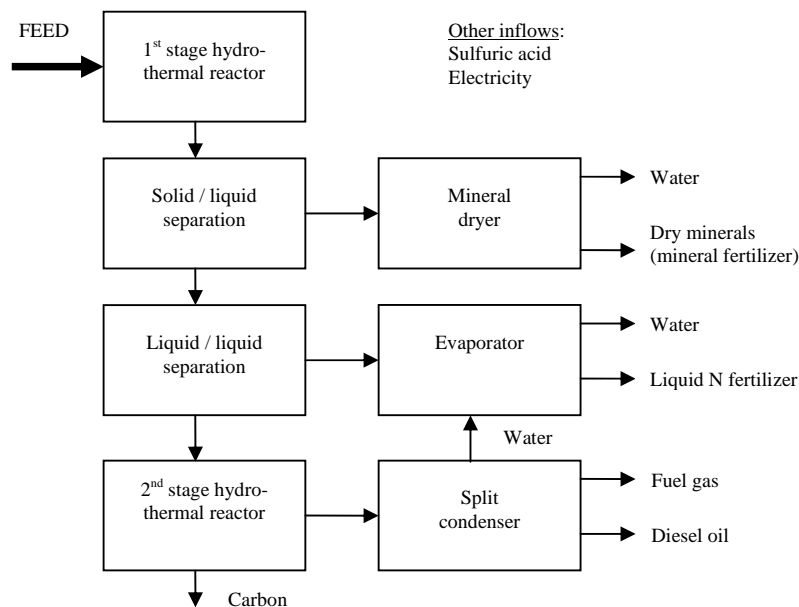 FEED
1st stage hydro-
thermal reactor
Other inflows:
Sulfuric acid
Electricity
Solid / liquid
separation
Mineral
dryer
Water
Dry minerals
(mineral fertilizer)
Liquid / liquid
separation
Evaporator
Water
Liquid N fertilizer
Water
2nd stage hydro-
thermal reactor
Split
condenser
Fuel gas
Diesel oil
Carbon